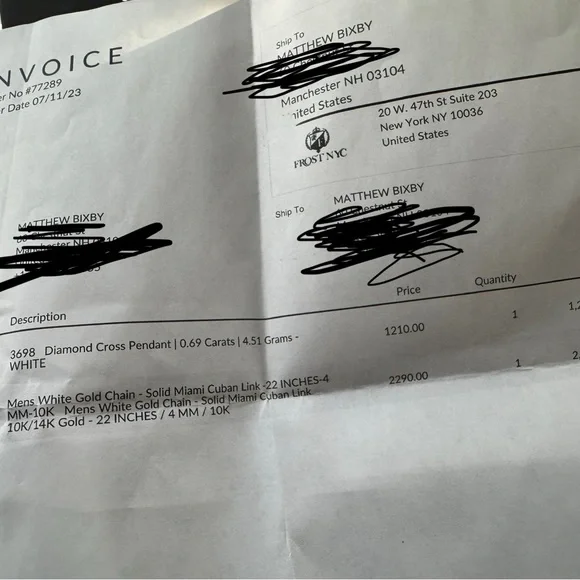 NVOICE
er No #77289
r Date 07/11/23
Ship To
MATTHEW BIXBY
Manchester NH 03104
nited States
FROST NYC
20 W. 47th St Suite 203
New York NY 10036
United States
MATTHEW BIXBY
Ship To
MATTHEW BIXBY
Description
Price
Quantity
3698 Diamond Cross Pendant | 0.69 Carats | 4.51 Grams -
WHITE
1210.00
1
1,2
Mens White Gold Chain - Solid Miami Cuban Link -22 INCHES-4
MM-10K Mens White Gold Chain - Solid Miami Cuban Link
10K/14K Gold - 22 INCHES / 4 MM / 10K
2290.00
1
2,